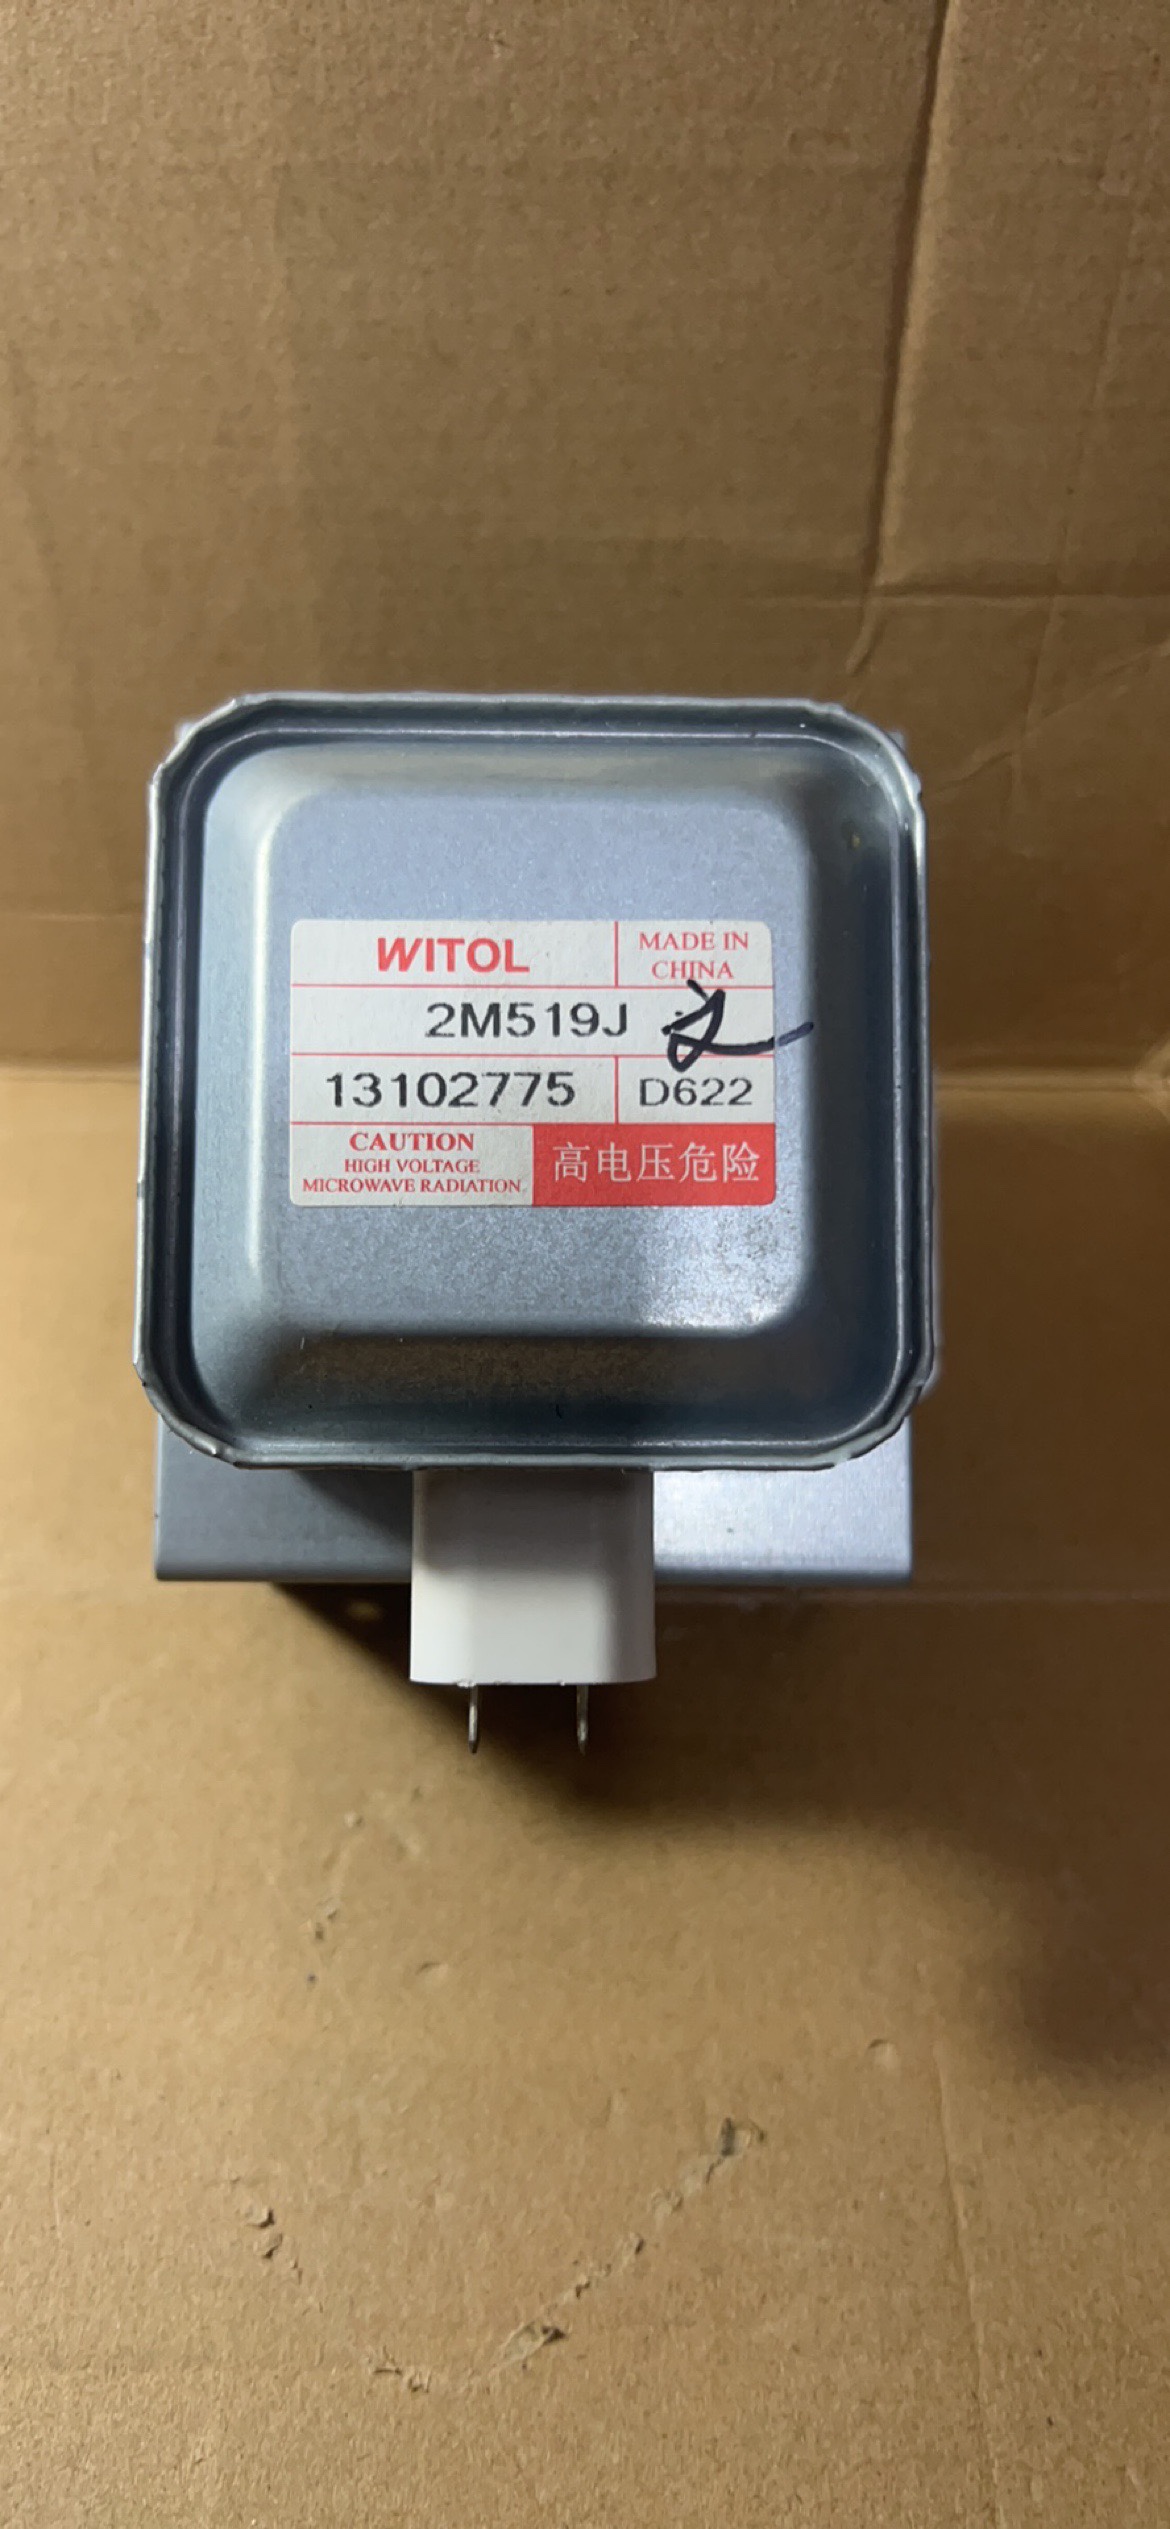 WITOL
MADE IN
CHINA
2M519J
13102775
D622
CAUTION
HIGH VOLTAGE
MICROWAVE RADIATION
高电压危险